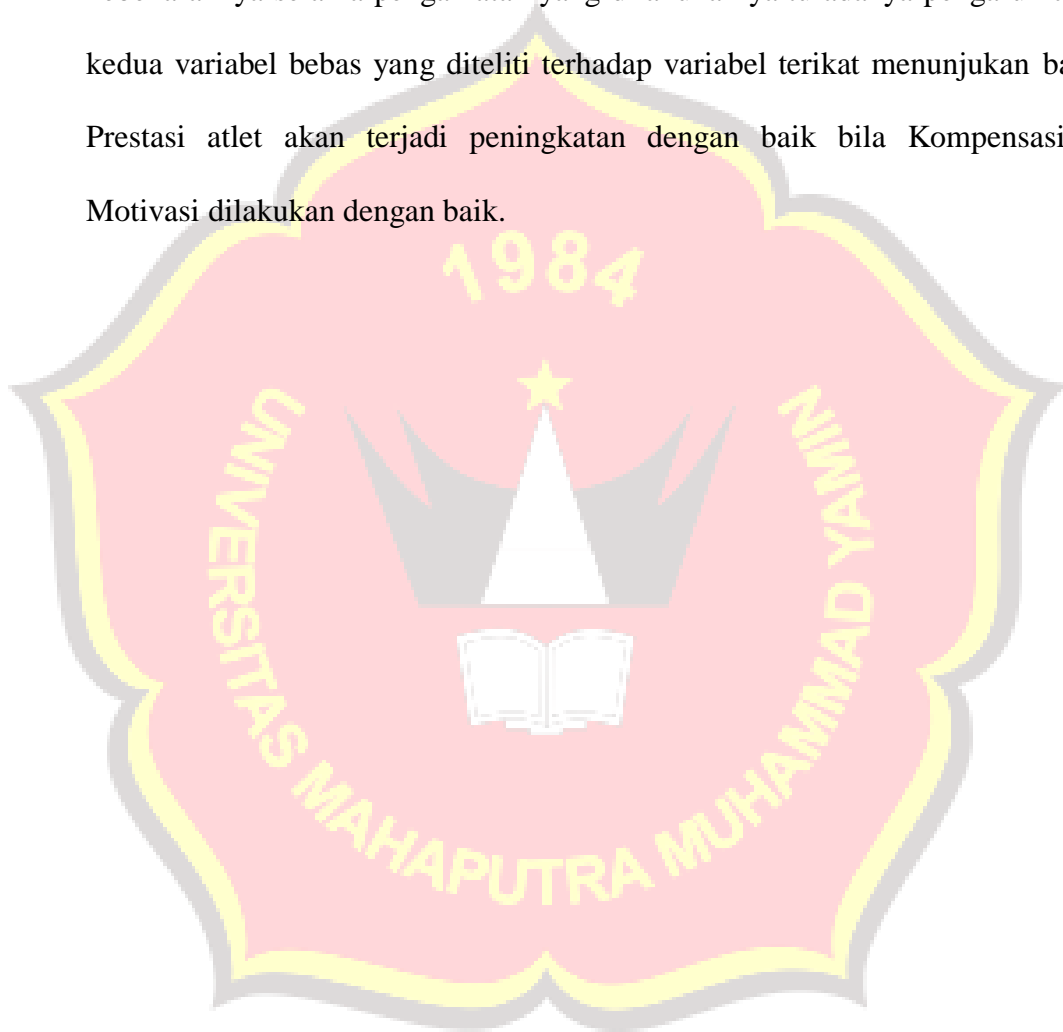 kedua variabel bebas yang diteliti terhadap variabel terikat menunjukan
Prestasi atlet akan terjadi peningkatan dengan baik bila Kompensasi
Motivasi dilakukan dengan baik.
1984
UNIVERSITAS MAHAPUTRA MUHAMMAD YAMIN